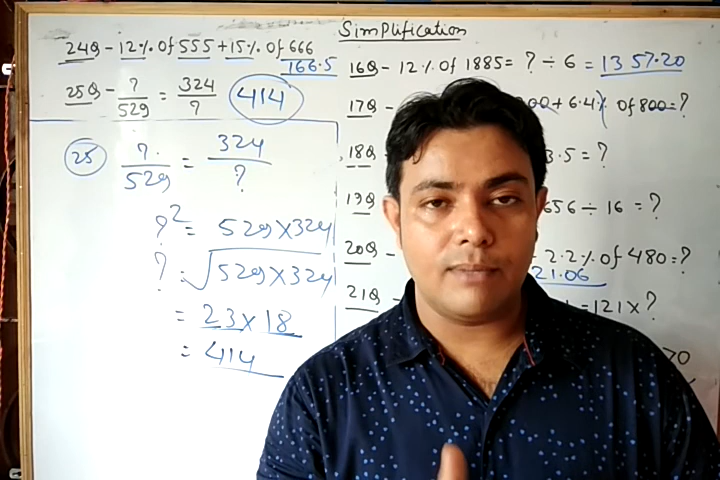 Simplification
24Q - 12% of 555 + 15% of 666
166.5
25Q - ?/529 = 324/? 414
25 ?/529 = 324/?
?² = 529 × 324
? = √529 × 324
= 23 × 18
= 414
16Q - 12% of 1885 = ? ÷ 6 = 1357.20
17Q - 00 + 6.4% of 800 = ?
18Q 3.5 = ?
19Q 656 ÷ 16 = ?
20Q - 2.2% of 480 = ?
21.06
21Q = 121 × ?